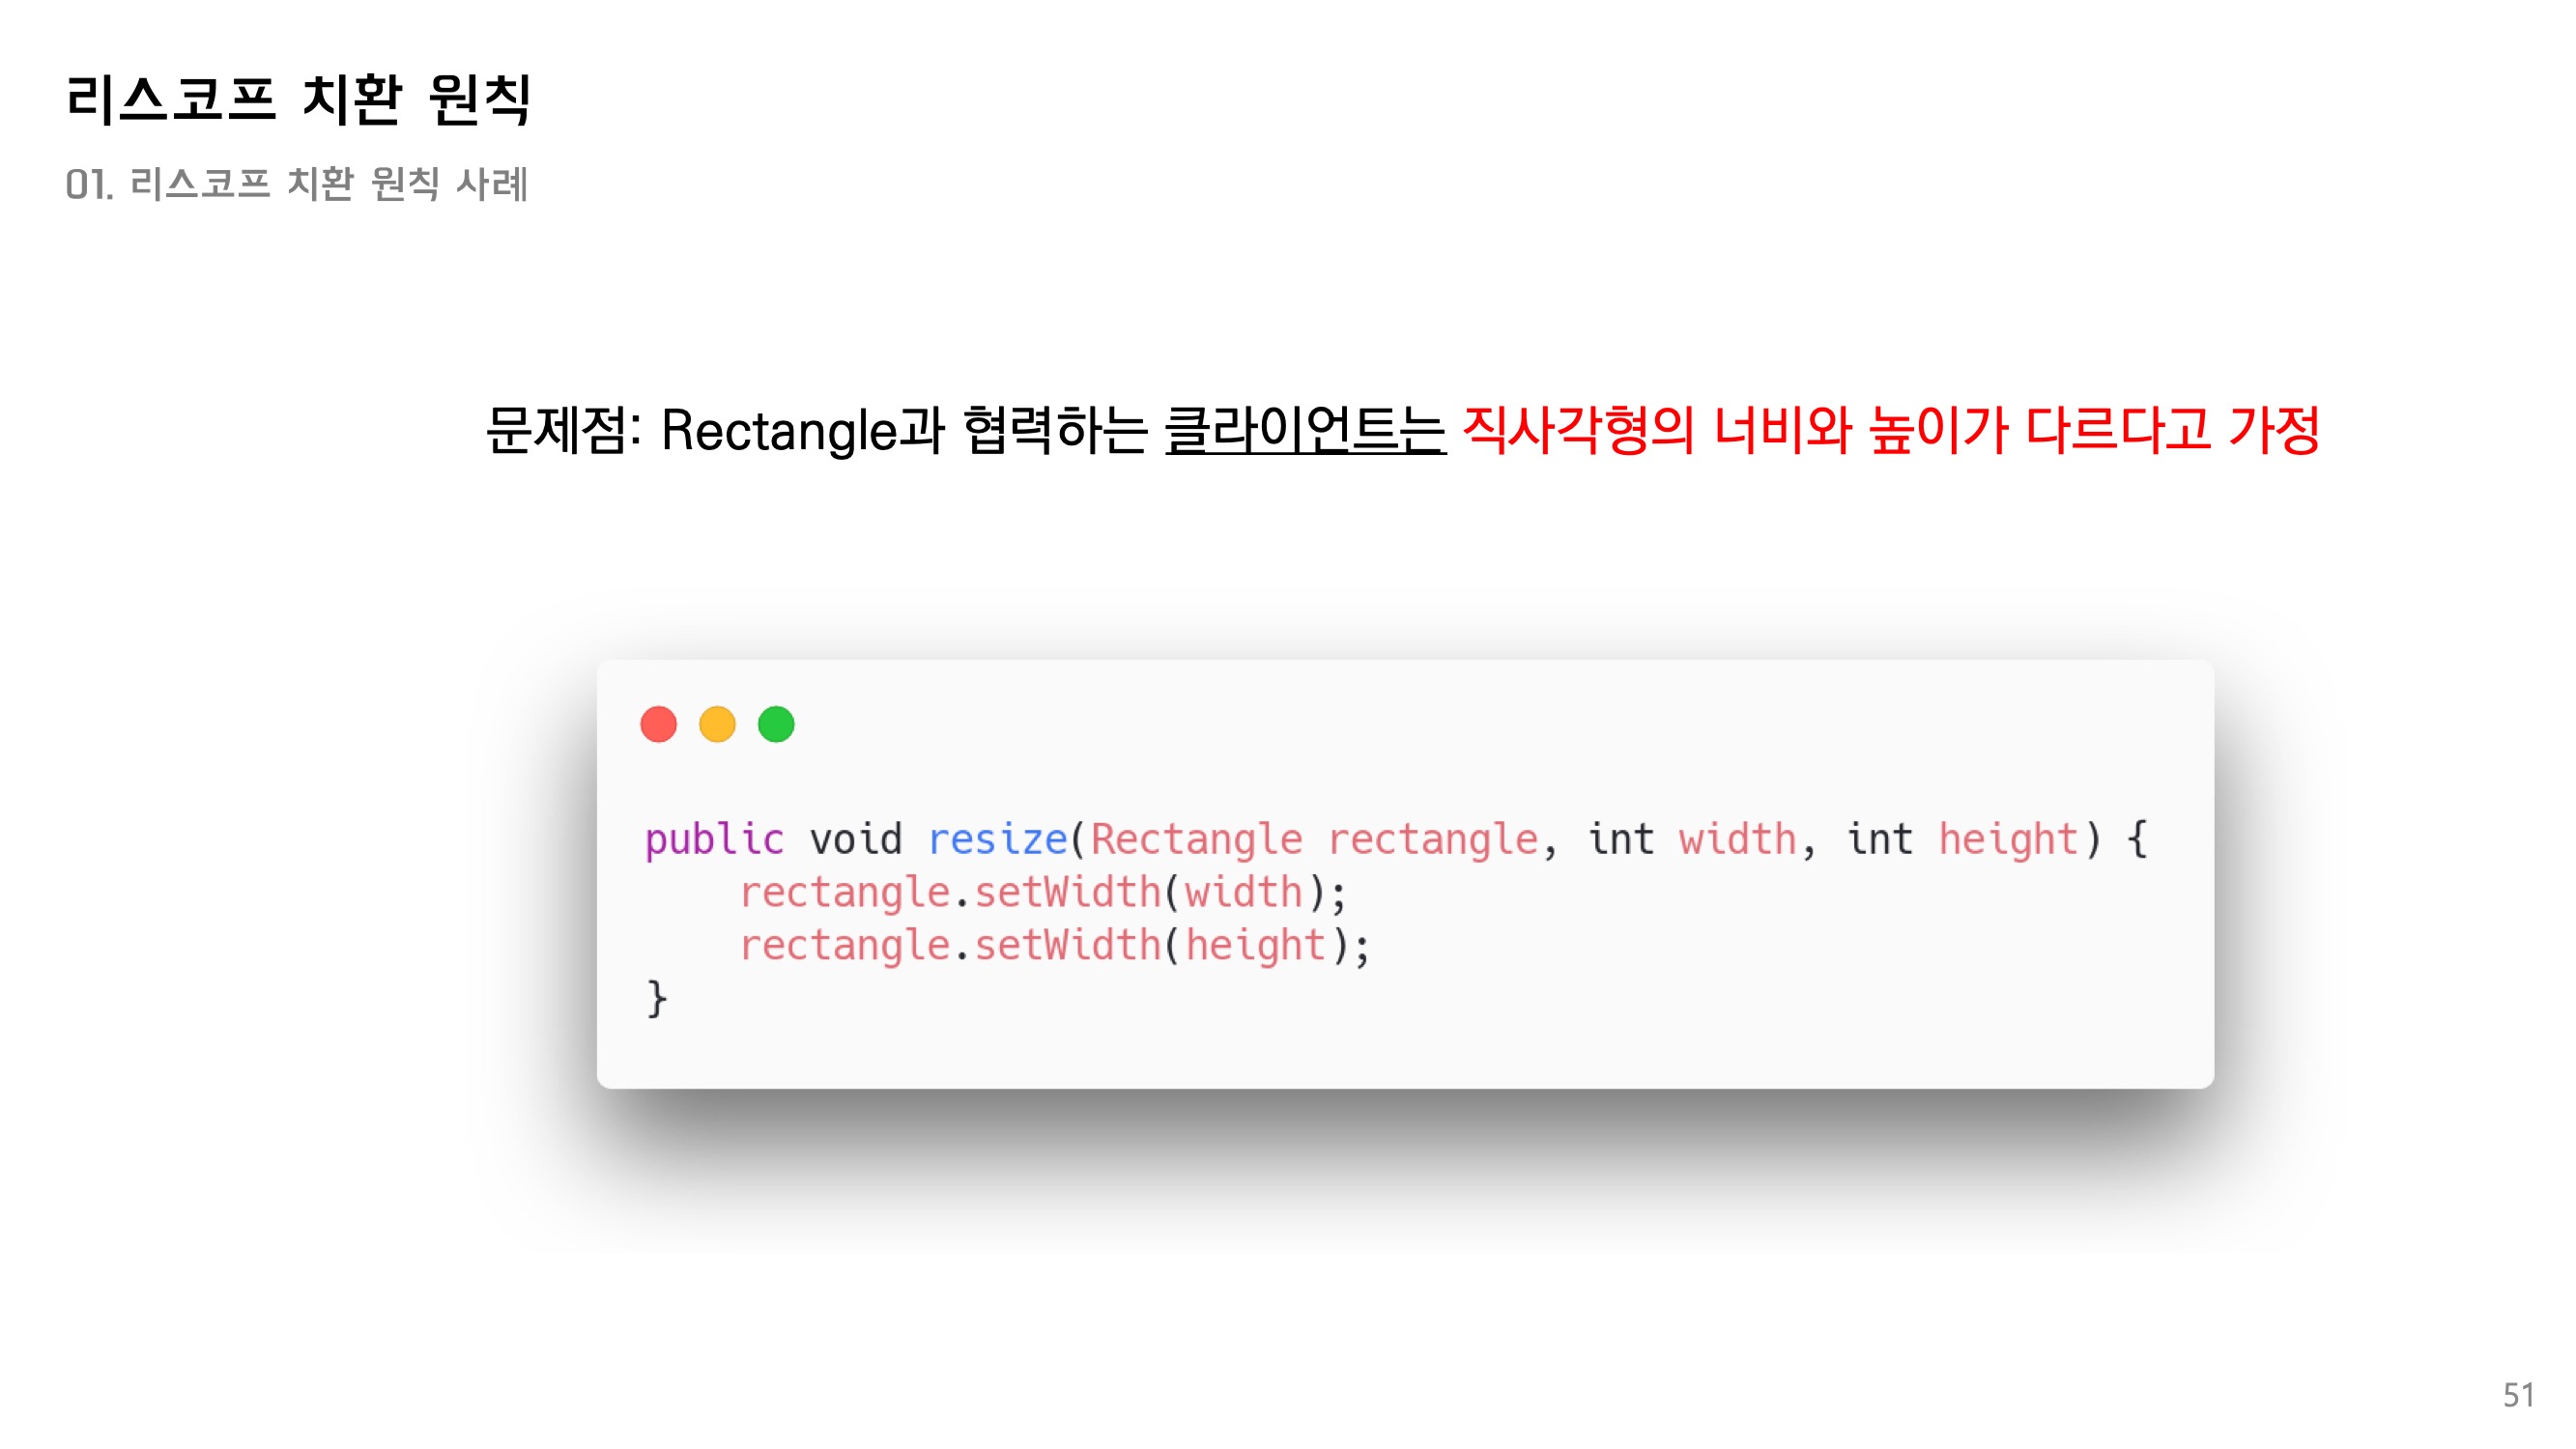 리스코프 치환 원칙
01. 리스코프 치환 원칙 사례
문제점: Rectangle과 협력하는 클라이언트는 직사각형의 너비와 높이가 다르다고 가정
public void resize(Rectangle rectangle, int width, int height) {
    rectangle.setWidth(width);
    rectangle.setWidth(height);
}
51